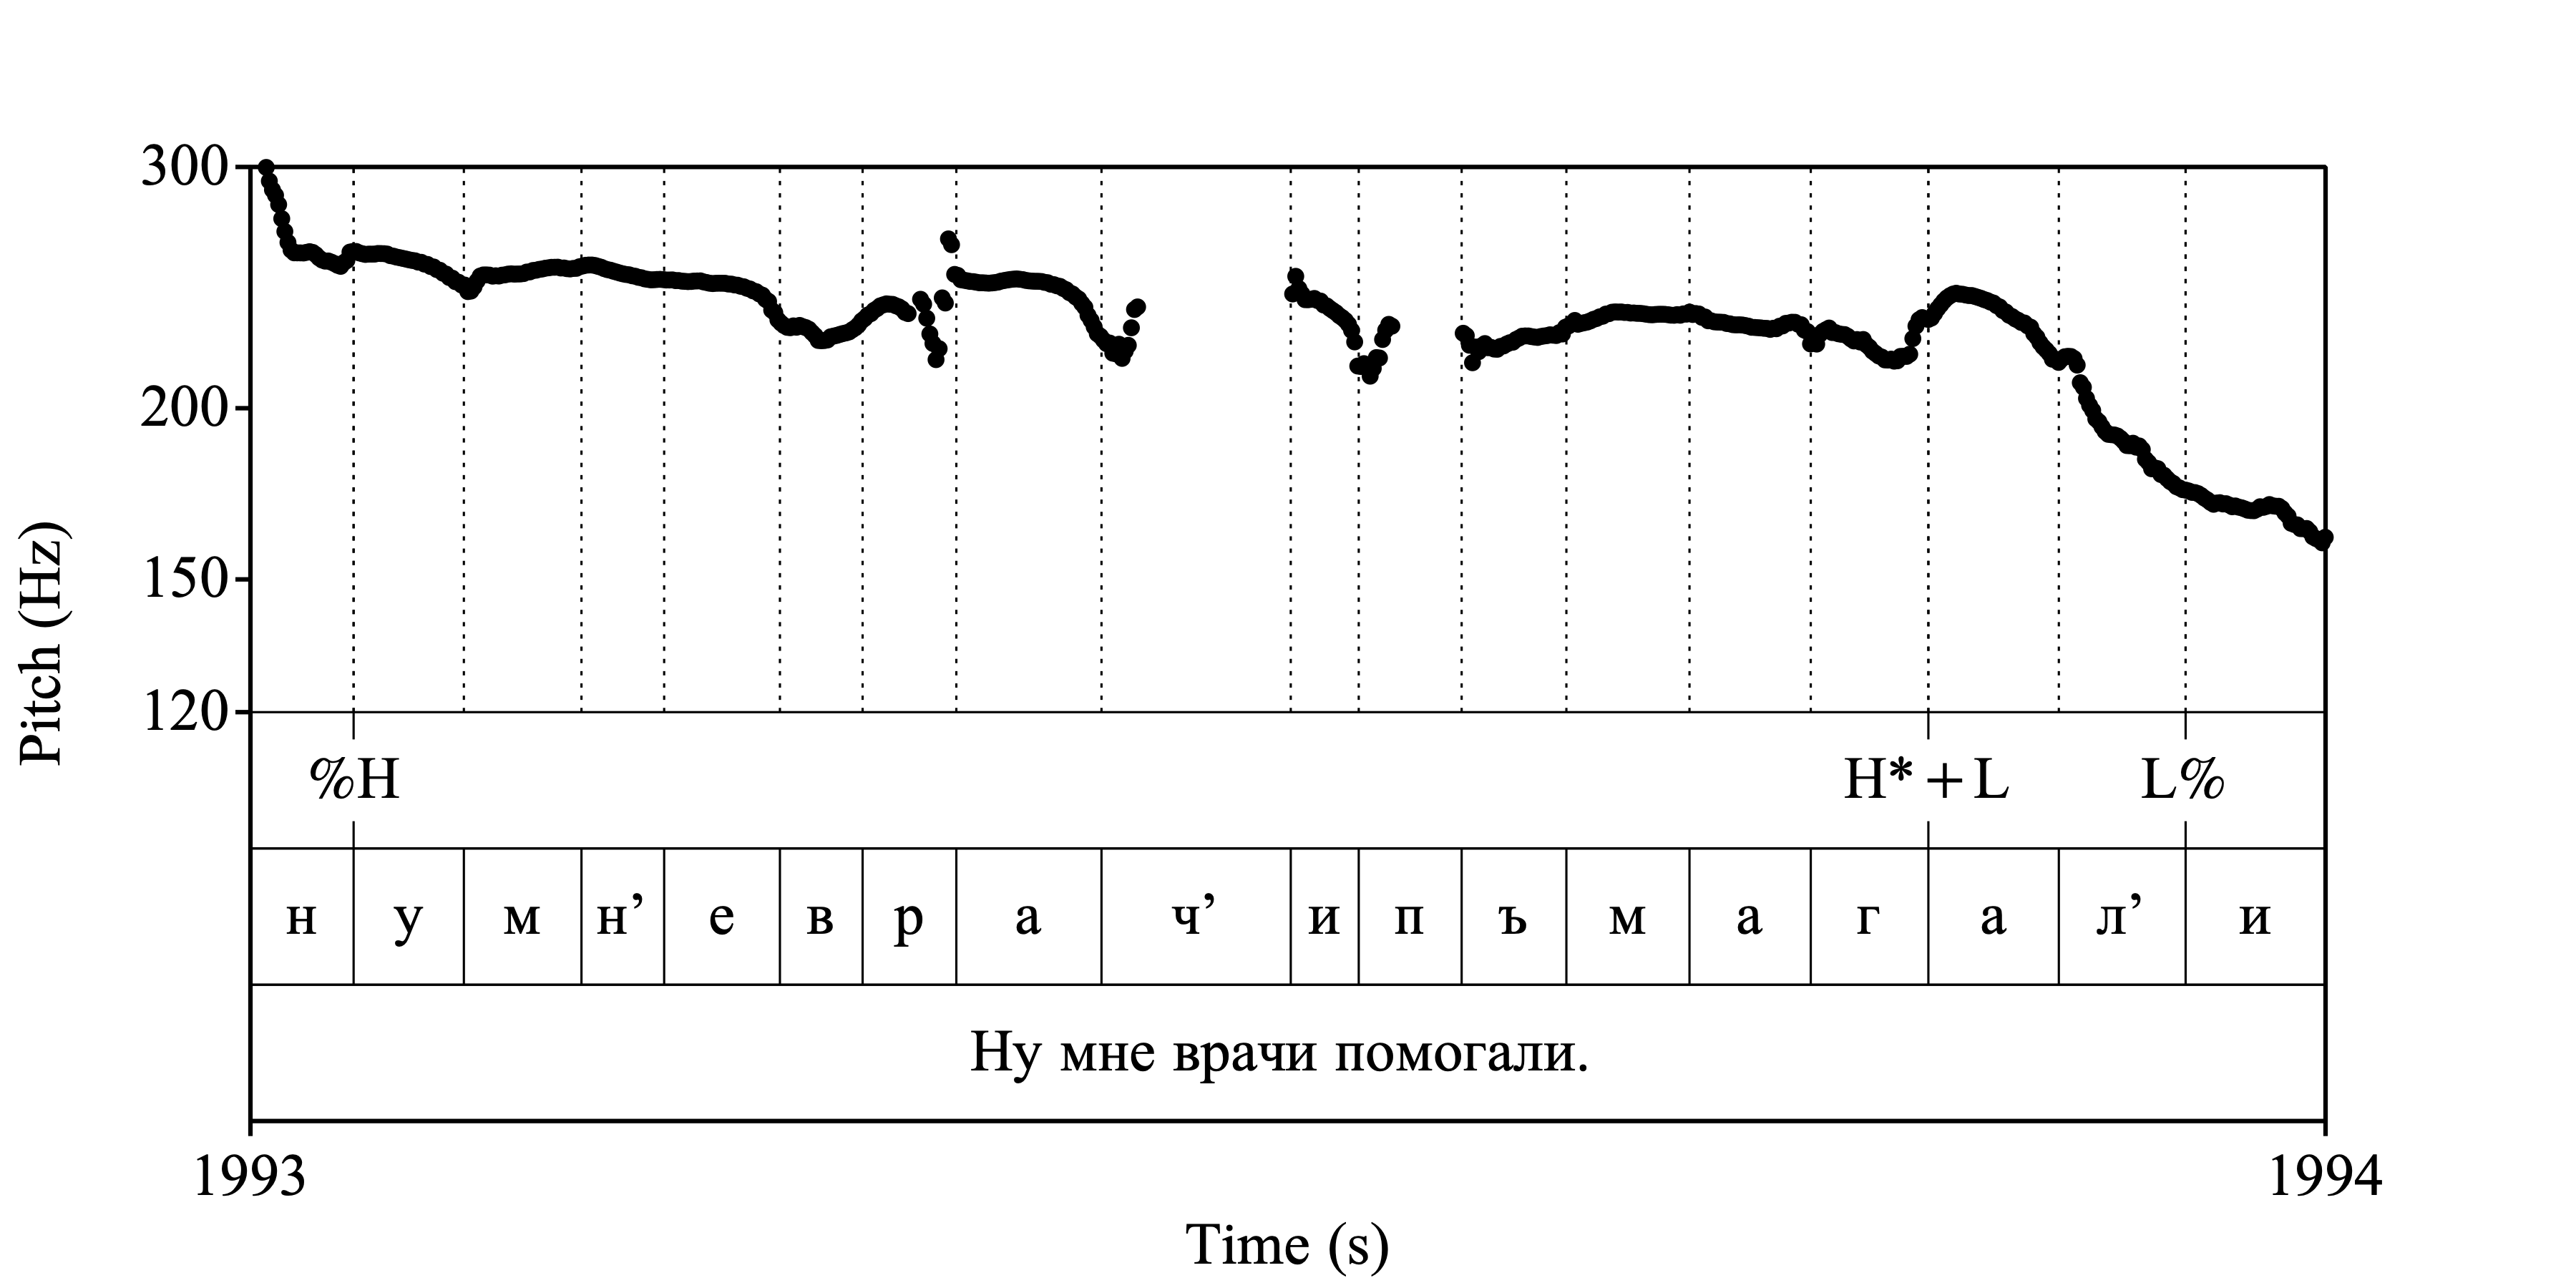 300
200
150
120
Pitch (Hz)
%H H*+L L%
н у м н’ е в р а ч’ и п ъ м а г а л’ и
Ну мне врачи помогали.
1993 1994
Time (s)